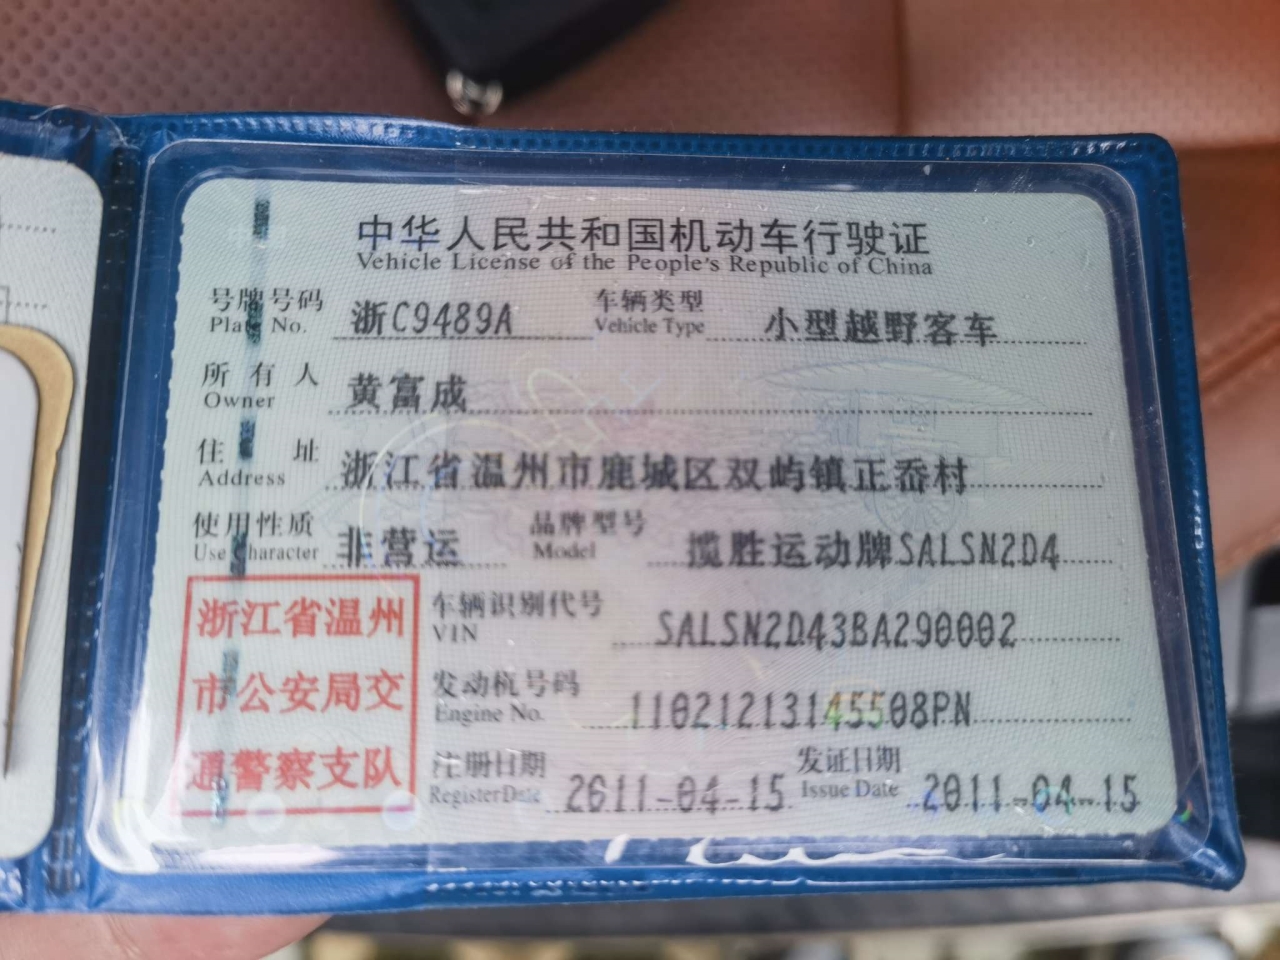 中华人民共和国机动车行驶证
Vehicle License of the People's Republic of China
号牌号码 浙C9489A 车辆类型 小型越野客车
Plate No. Vehicle Type
所有人 黄富成
Owner
住址 浙江省温州市鹿城区双屿镇正岙村
Address
使用性质 非营运 品牌型号 揽胜运动牌SALSN2D4
Use Character Model
浙江省温州
市公安局交
通警察支队
车辆识别代号 SALSN2D43BA290002
VIN
发动机号码 11021213145508PN
Engine No.
注册日期 2011-04-15 发证日期 2011-04-15
Register Date Issue Date